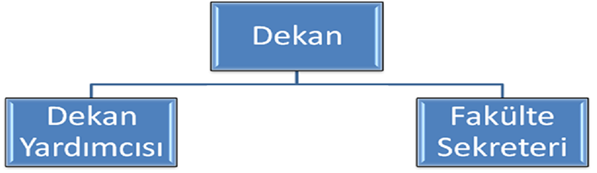 Dekan
Dekan
Yardımcısı
Fakülte
Sekreteri